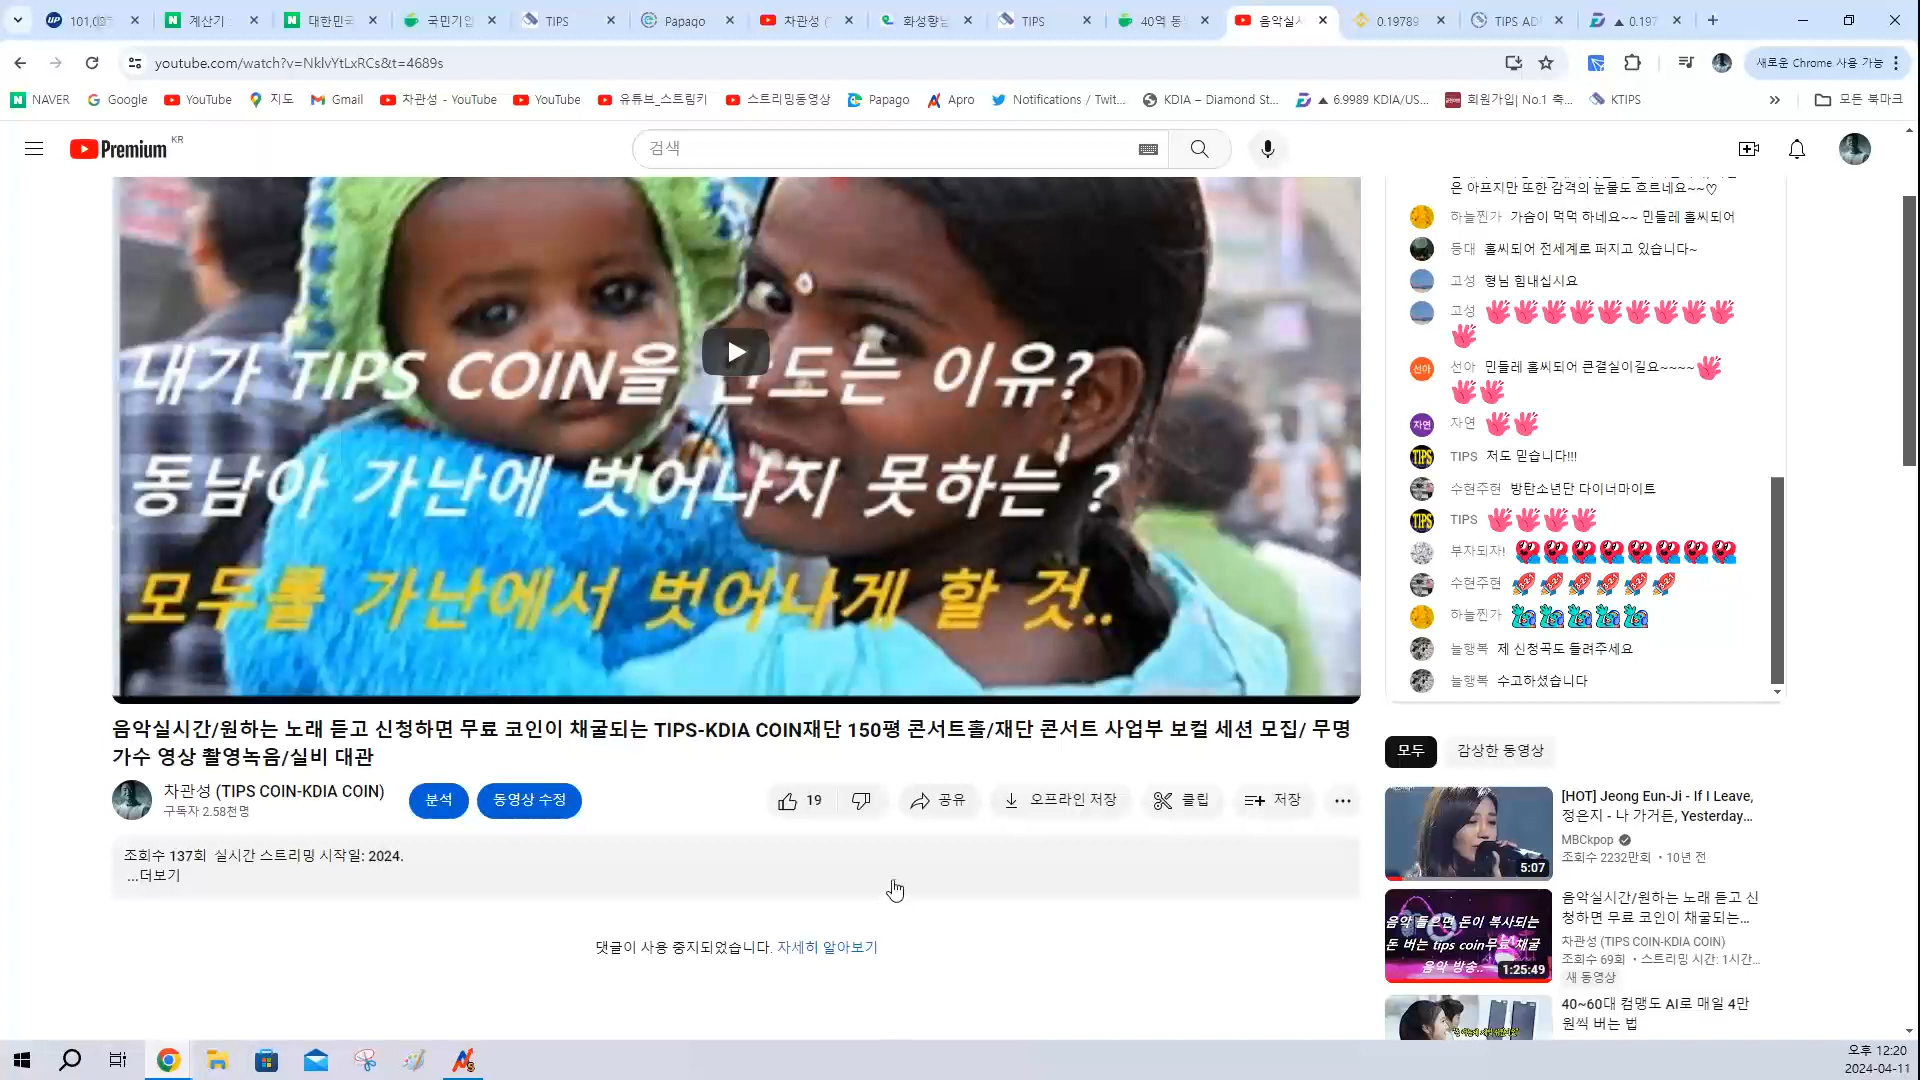 101,0
계산기
대한민국
국민기업
TIPS
Papago
차관성 (
화성향남
TIPS
40억 동
음악실시
0.19789
TIPS AD
▲ 0.197
youtube.com/watch?v=NklvYtLxRCs&t=4689s
새로운 Chrome 사용 가능
NAVER
Google
YouTube
지도
Gmail
차관성 - YouTube
YouTube
유튜브_스트림키
스트리밍동영상
Papago
Apro
Notifications / Twit...
KDIA – Diamond St...
▲ 6.9989 KDIA/US...
회원가입| No.1 축...
KTIPS
모든 북마크
Premium KR
검색
내가 TIPS COIN을 만드는 이유?
동남아 가난에 벗어나지 못하는 ?
모두를 가난에서 벗어나게 할 것..
은 아프지만 또한 감격의 눈물도 흐르네요~~♡
하늘찐가 가슴이 먹먹 하네요~~ 민들레 홀씨되어
등대 홀씨되어 전세계로 퍼지고 있습니다~
고성 형님 힘내십시요
고성
선아 민들레 홀씨되어 큰결실이길요~~~~
자연
TIPS 저도 믿습니다!!!
수현주현 방탄소년단 다이너마이트
TIPS
부자되자!
수현주현
하늘찐가
늘행복 제 신청곡도 들려주세요
늘행복 수고하셨습니다
음악실시간/원하는 노래 듣고 신청하면 무료 코인이 채굴되는 TIPS-KDIA COIN재단 150평 콘서트홀/재단 콘서트 사업부 보컬 세션 모집/ 무명
가수 영상 촬영녹음/실비 대관
차관성 (TIPS COIN-KDIA COIN)
구독자 2.58천명
분석
동영상 수정
19
공유
오프라인 저장
클립
저장
조회수 137회 실시간 스트리밍 시작일: 2024.
...더보기
댓글이 사용 중지되었습니다. 자세히 알아보기
모두
감상한 동영상
[HOT] Jeong Eun-Ji - If I Leave,
정은지 - 나 가거든, Yesterday...
MBCkpop
조회수 2232만회 • 10년 전
5:07
음악실시간/원하는 노래 듣고 신
청하면 무료 코인이 채굴되는...
차관성 (TIPS COIN-KDIA COIN)
조회수 69회 • 스트리밍 시간: 1시간...
새 동영상
음악 들으면 돈이 복사되는
돈 버는 tips coin무료 채굴
음악 방송..
1:25:49
40~60대 컴맹도 AI로 매일 4만
원씩 버는 법
오후 12:20
2024-04-11